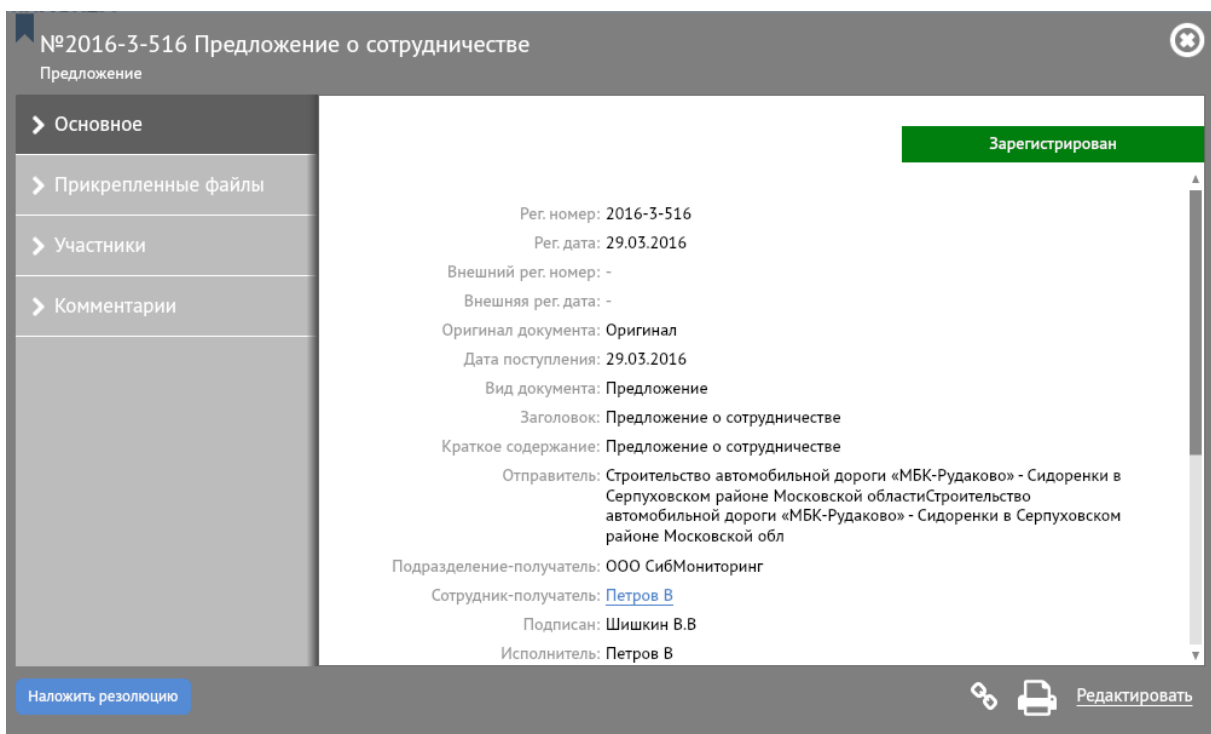 №2016-3-516 Предложение о сотрудничестве
Предложение
Основное
Прикрепленные файлы
Участники
Комментарии
Зарегистрирован
Рег. номер: 2016-3-516
Рег. дата: 29.03.2016
Внешний рег. номер: -
Внешняя рег. дата: -
Оригинал документа: Оригинал
Дата поступления: 29.03.2016
Вид документа: Предложение
Заголовок: Предложение о сотрудничестве
Краткое содержание: Предложение о сотрудничестве
Отправитель: Строительство автомобильной дороги «МБК-Рудаково» - Сидоренки в
Серпуховском районе Московской областиСтроительство
автомобильной дороги «МБК-Рудаково» - Сидоренки в Серпуховском
районе Московской обл
Подразделение-получатель: ООО СибМониторинг
Сотрудник-получатель: Петров В
Подписан: Шишкин В.В
Исполнитель: Петров В
Наложить резолюцию
Редактировать